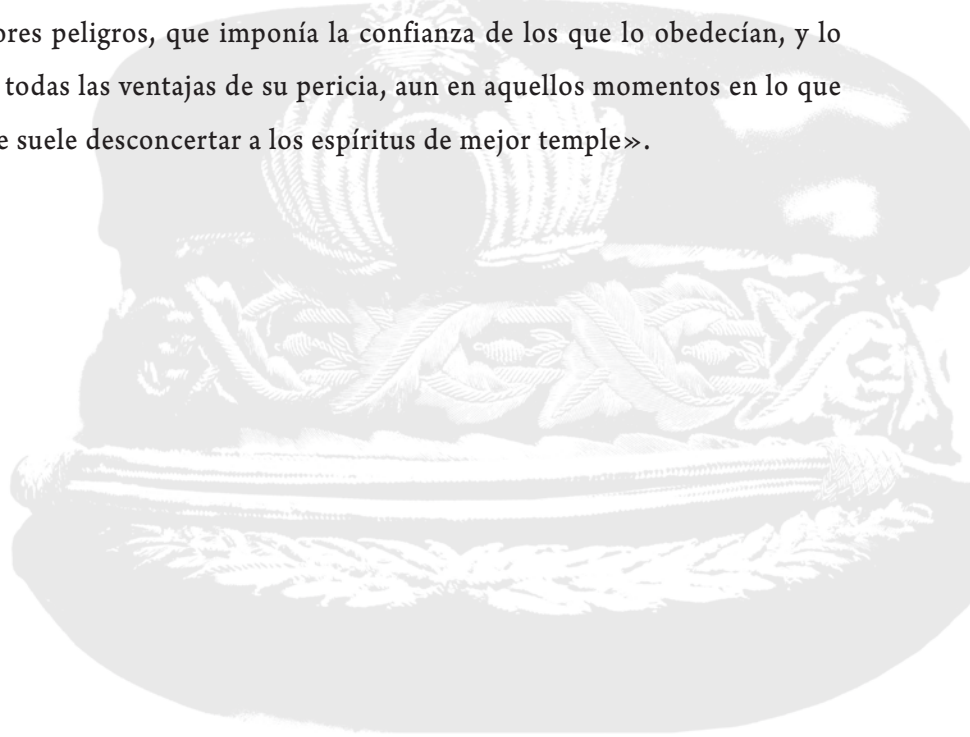 ores peligros, que imponía la confianza de los que lo obedecían, y lo
todas las ventajas de su pericia, aun en aquellos momentos en lo que
e suele desconcertar a los espíritus de mejor temple».